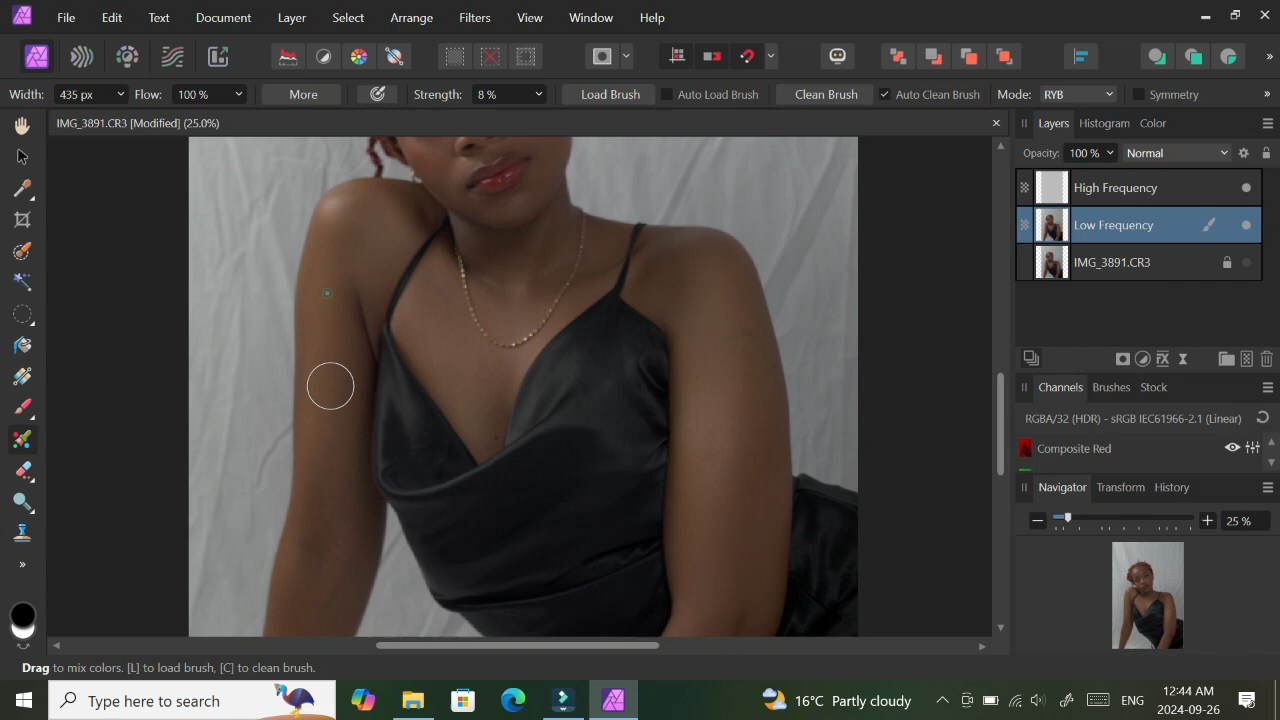 File Edit Text Document Layer Select Arrange Filters View Window Help
Width: 435 px Flow: 100 % More Strength: 8 % Load Brush Auto Load Brush Clean Brush Auto Clean Brush Mode: RYB Symmetry
IMG_3891.CR3 [Modified] (25.0%)
Layers Histogram Color
Opacity: 100 % Normal
High Frequency
Low Frequency
IMG_3891.CR3
Channels Brushes Stock
RGBA/32 (HDR) - sRGB IEC61966-2.1 (Linear)
Composite Red
Navigator Transform History
25 %
Drag to mix colors. [L] to load brush, [C] to clean brush.
Type here to search
16°C Partly cloudy
ENG
:44 AM
2024-09-26